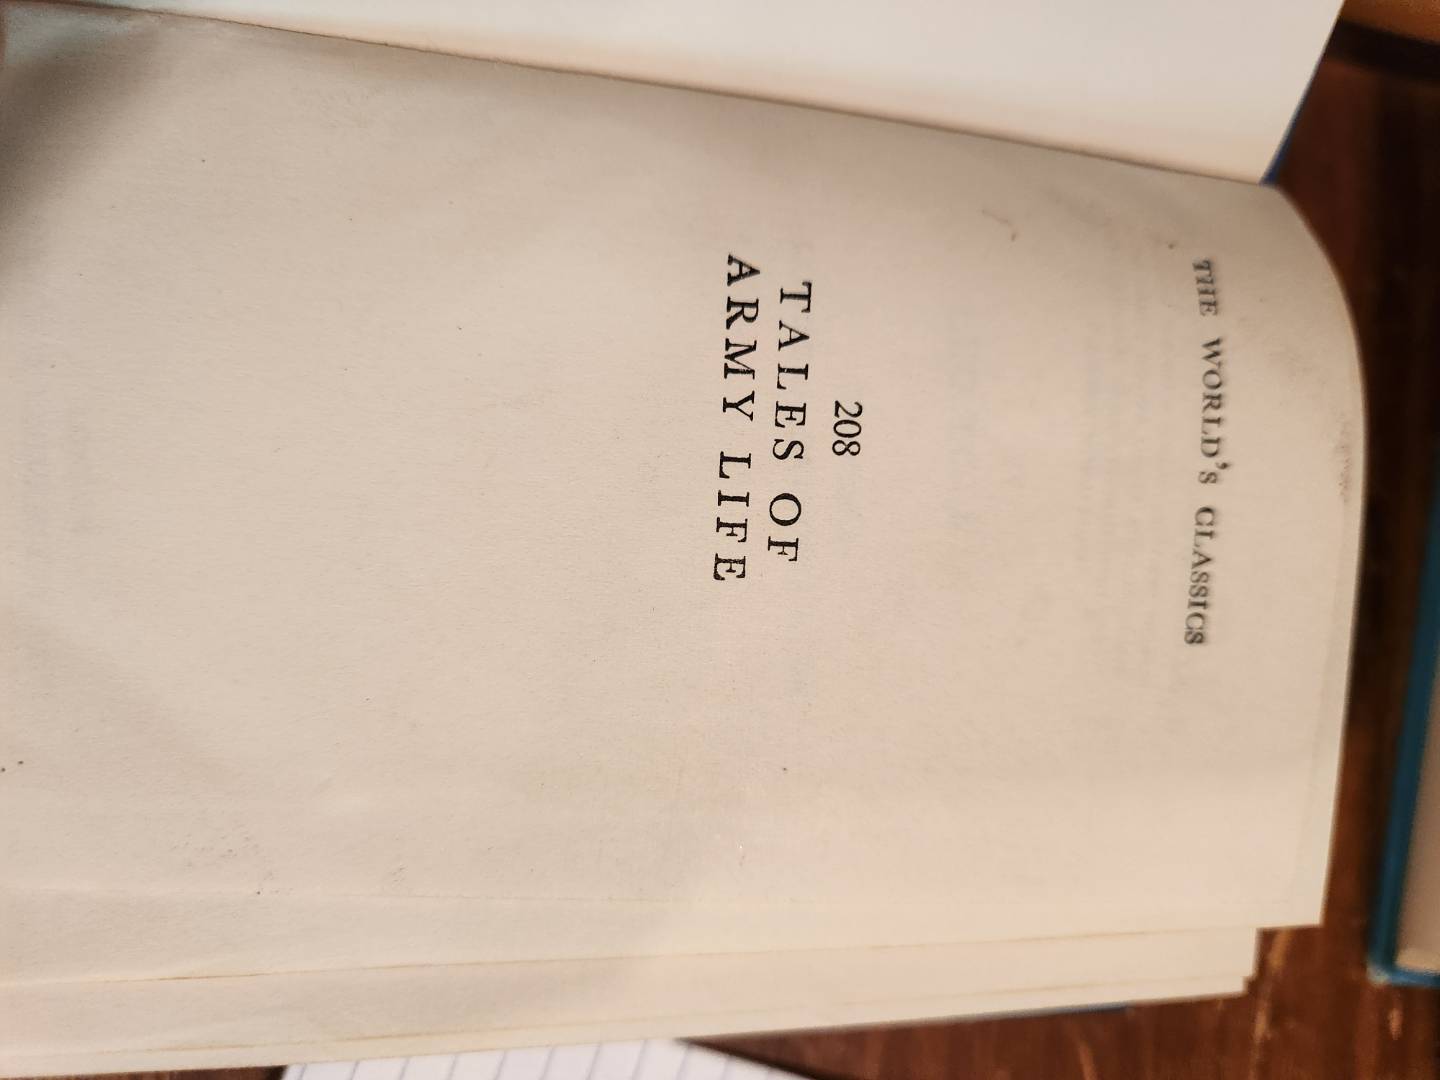 THE WORLD'S CLASSICS
208
TALES OF
ARMY LIFE